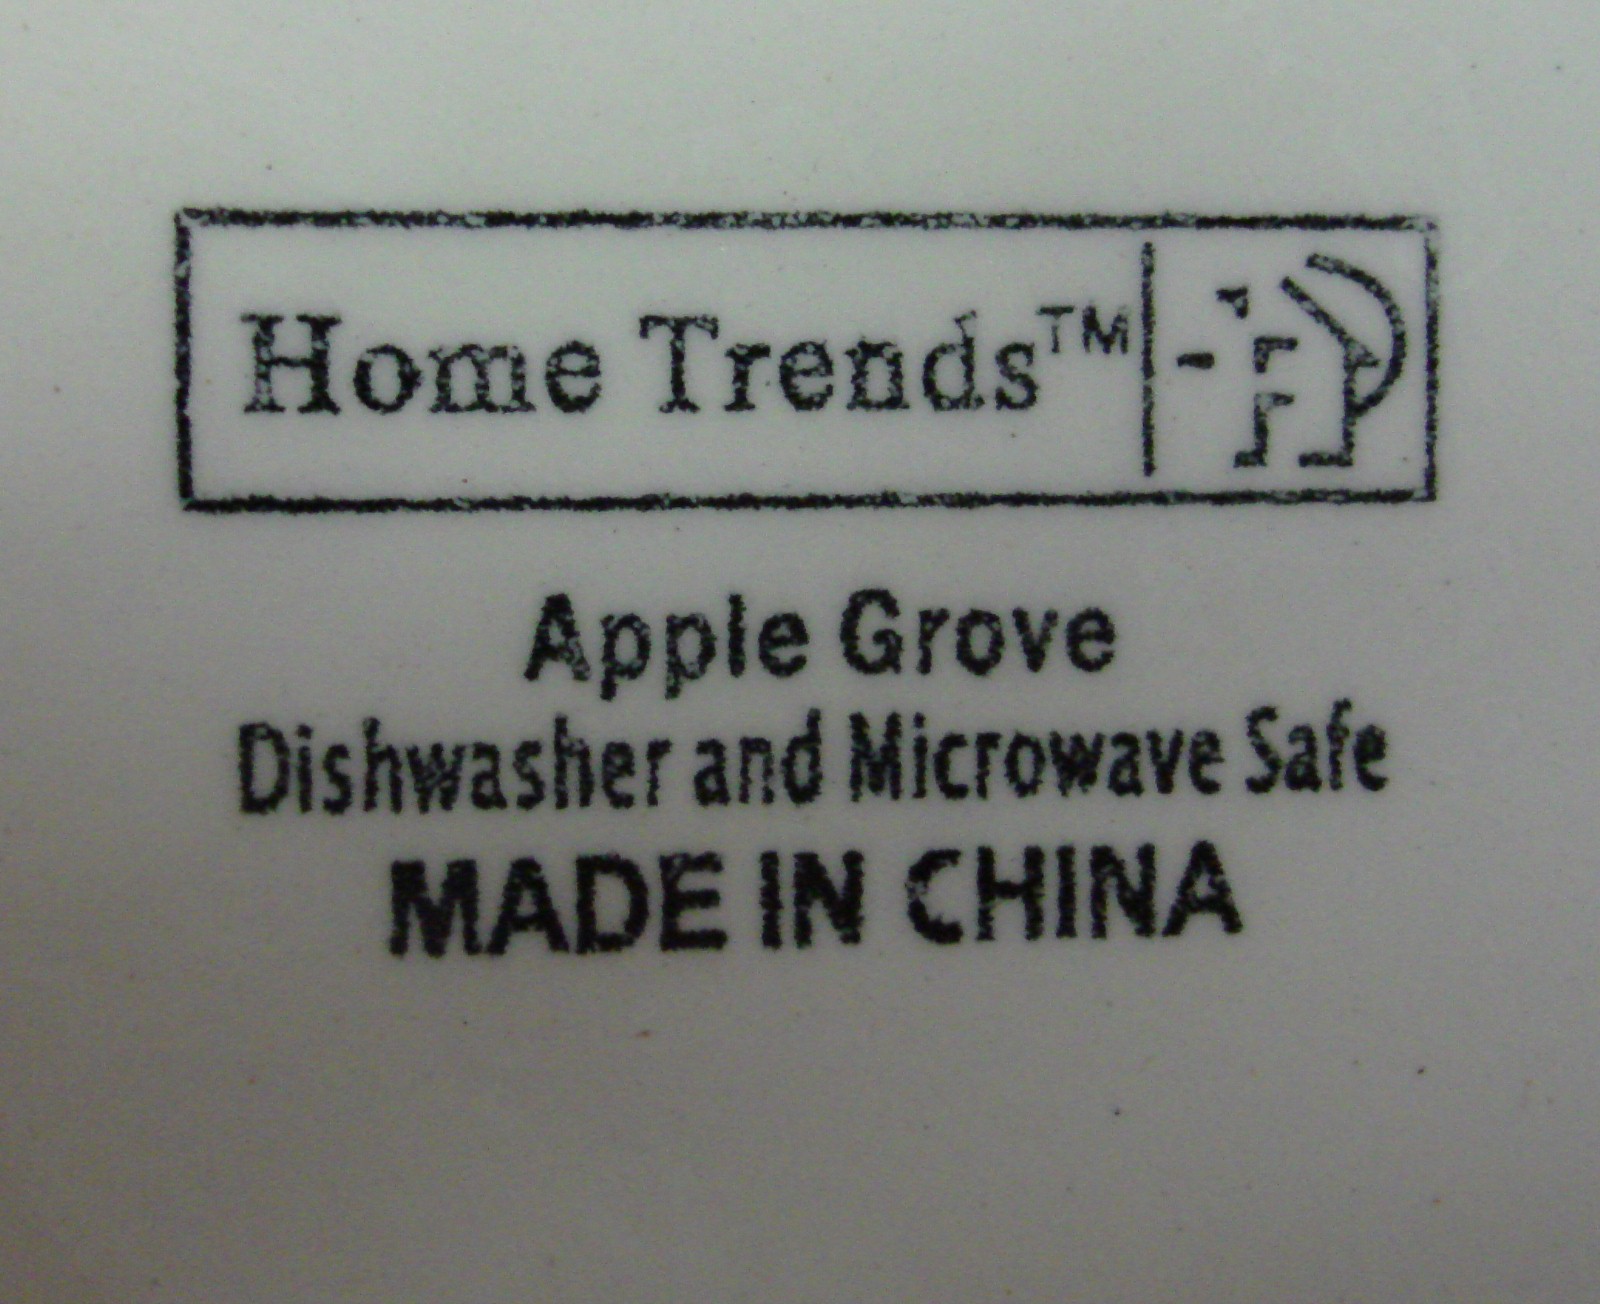 Home Trends™
Apple Grove
Dishwasher and Microwave Safe
MADE IN CHINA